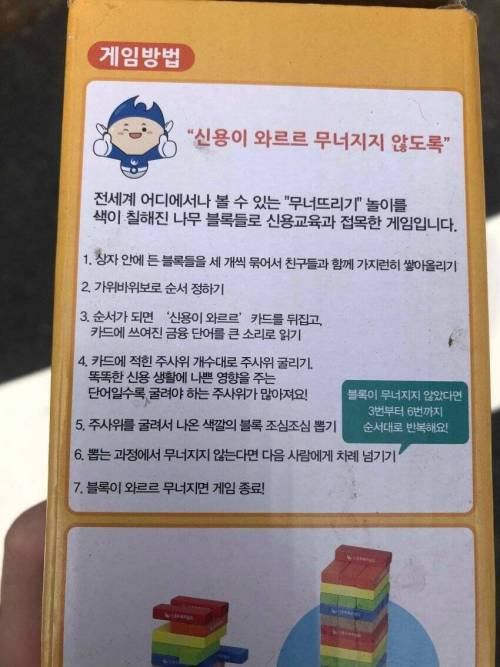 게임방법
"신용이 와르르 무너지지 않도록"
전세계 어디에서나 볼 수 있는 "무너뜨리기" 놀이를
색이 칠해진 나무 블록들로 신용교육과 접목한 게임입니다.
1. 상자 안에 든 블록들을 세 개씩 묶어서 친구들과 함께 가지런히 쌓아올리기
2. 가위바위보로 순서 정하기
3. 순서가 되면 '신용이 와르르' 카드를 뒤집고,
카드에 쓰여진 금융 단어를 큰 소리로 읽기
4. 카드에 적힌 주사위 개수대로 주사위 굴리기.
똑똑한 신용 생활에 나쁜 영향을 주는
단어일수록 굴려야 하는 주사위가 많아져요!
블록이 무너지지 않았다면
3번부터 6번까지
순서대로 반복해요!
5. 주사위를 굴려서 나온 색깔의 블록 조심조심 뽑기
6. 뽑는 과정에서 무너지지 않는다면 다음 사람에게 차례 넘기기
7. 블록이 와르르 무너지면 게임 종료!